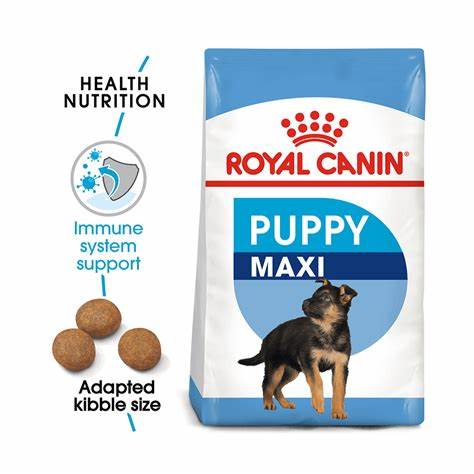 HEALTH
NUTRITION
Immune
system
support
Adapted
kibble size
ROYAL CANIN
PUPPY
MAXI